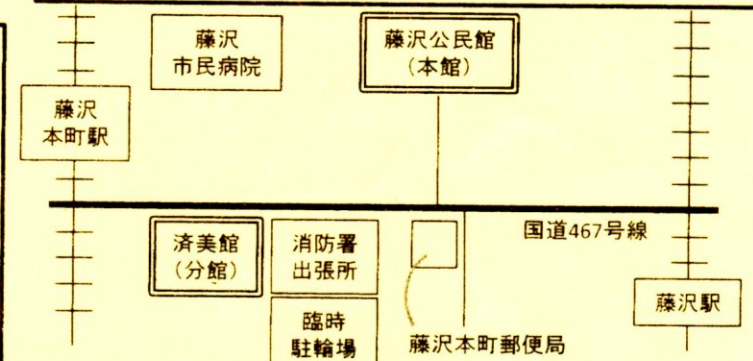 藤沢
市民病院
藤沢公民館
(本館)
藤沢
本町駅
国道467号線
済美館
(分館)
消防署
出張所
藤沢駅
臨時
駐輪場
藤沢本町郵便局